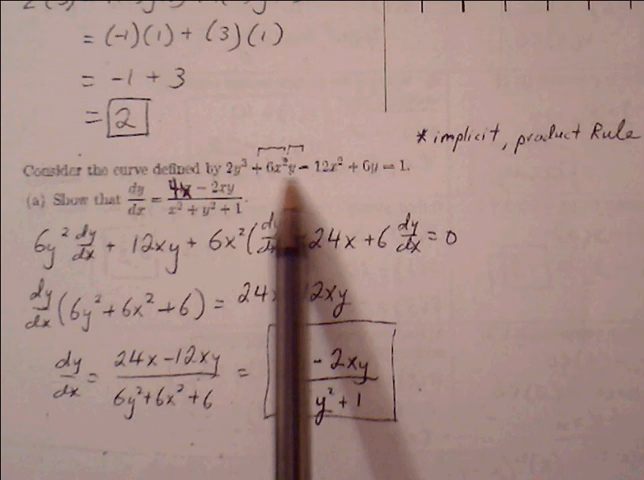 = (-1)(1) + (3)(1)
= -1 + 3
= 2
* implicit, product Rule
Consider the curve defined by 2y³ + 6x²y - 12x² + 6y = 1.
(a) Show that dy/dx = 4x - 2xy / x² + y² + 1.
6y² dy/dx + 12xy + 6x² ( 24x + 6 dy/dx = 0
dy/dx (6y² + 6x² + 6) = 24x 12xy
dy/dx = 24x - 12xy / 6y² + 6x² + 6 = - 2xy / y² + 1